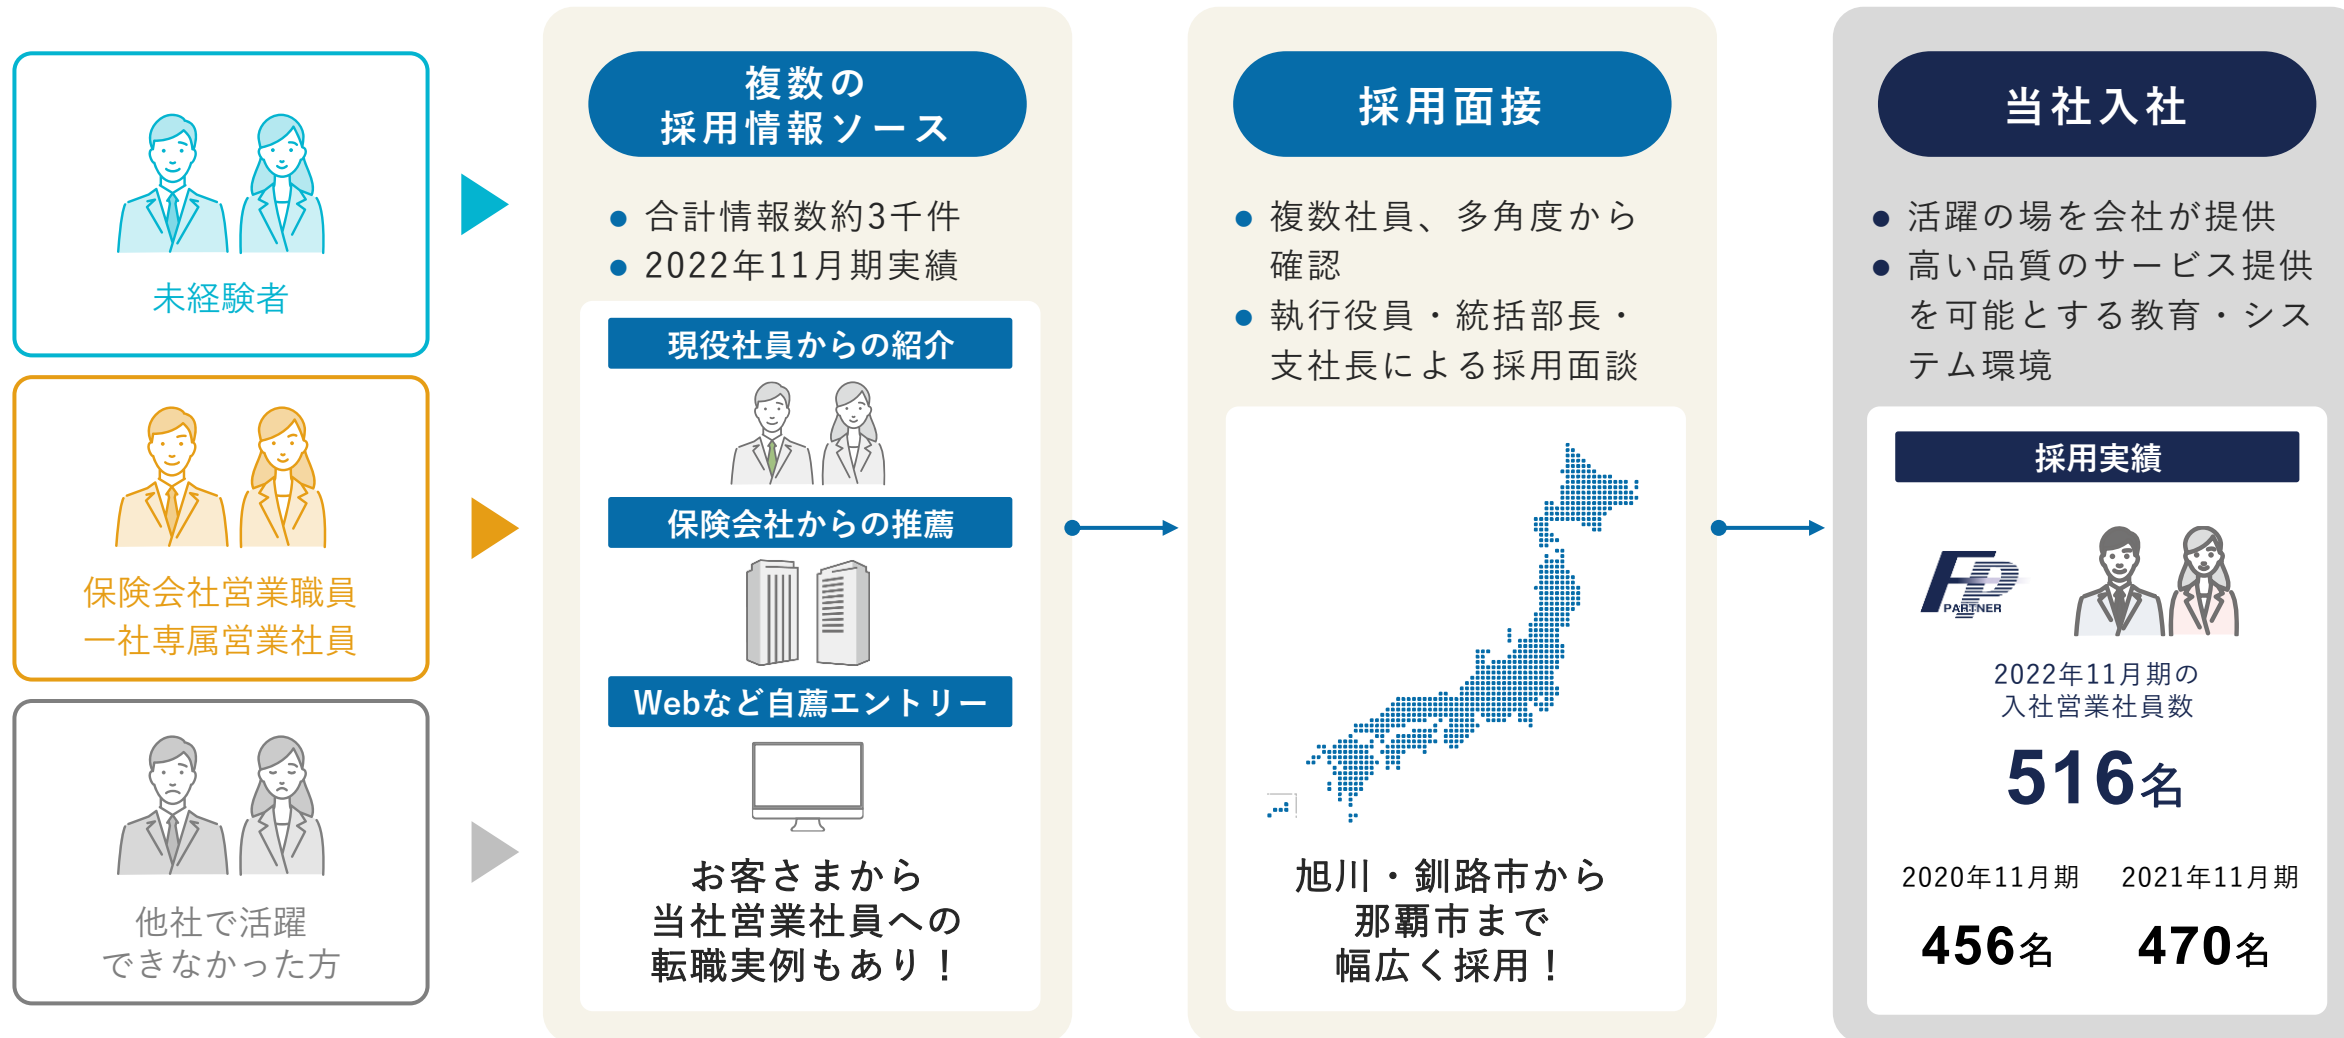 未経験者
保険会社営業職員
一社専属営業社員
他社で活躍
できなかった方
複数の
採用情報ソース
● 合計情報数約3千件
● 2022年11月期実績
現役社員からの紹介
保険会社からの推薦
Webなど自薦エントリー
お客さまから
当社営業社員への
転職実例もあり！
採用面接
● 複数社員、多角度から
確認
● 執行役員・統括部長・
支社長による採用面談
旭川・釧路市から
那覇市まで
幅広く採用！
当社入社
● 活躍の場を会社が提供
● 高い品質のサービス提供
を可能とする教育・シス
テム環境
採用実績
FP
PARTNER
2022年11月期の
入社営業社員数
516名
2020年11月期 2021年11月期
456名 470名